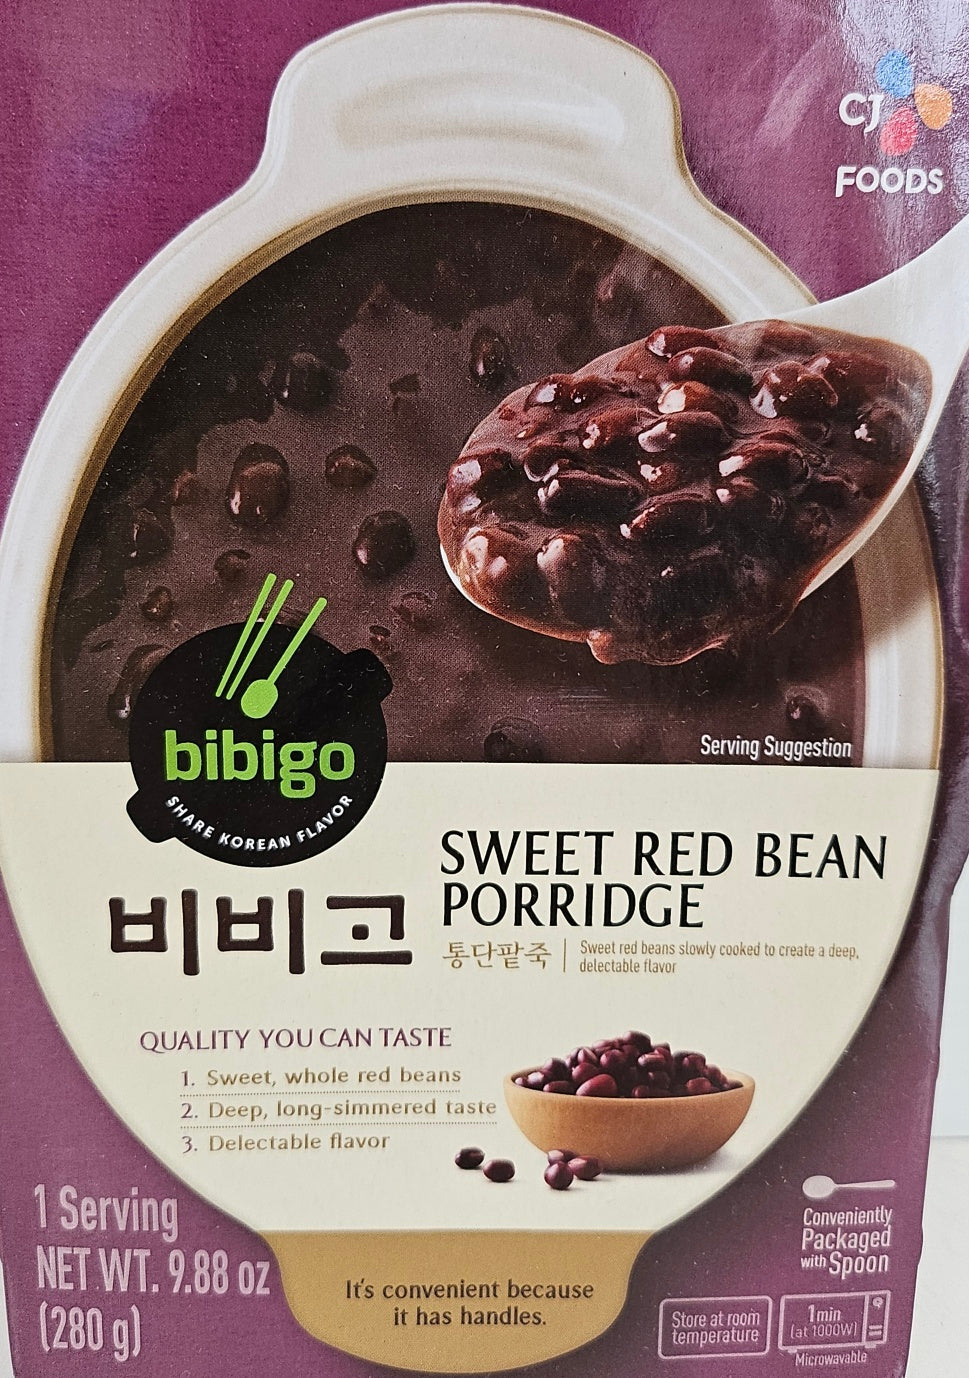 CJ
FOODS
Serving Suggestion
bibigo
SHARE KOREAN FLAVOR
비비고
SWEET RED BEAN
PORRIDGE
통단팥죽
Sweet red beans slowly cooked to create a deep,
delectable flavor
QUALITY YOU CAN TASTE
1. Sweet, whole red beans
2. Deep, long-simmered taste
3. Delectable flavor
1 Serving
NET WT. 9.88 oz
(280 g)
It's convenient because
it has handles.
Conveniently
Packaged
with Spoon
Store at room
temperature
1min
(at 1000W)
Microwavable